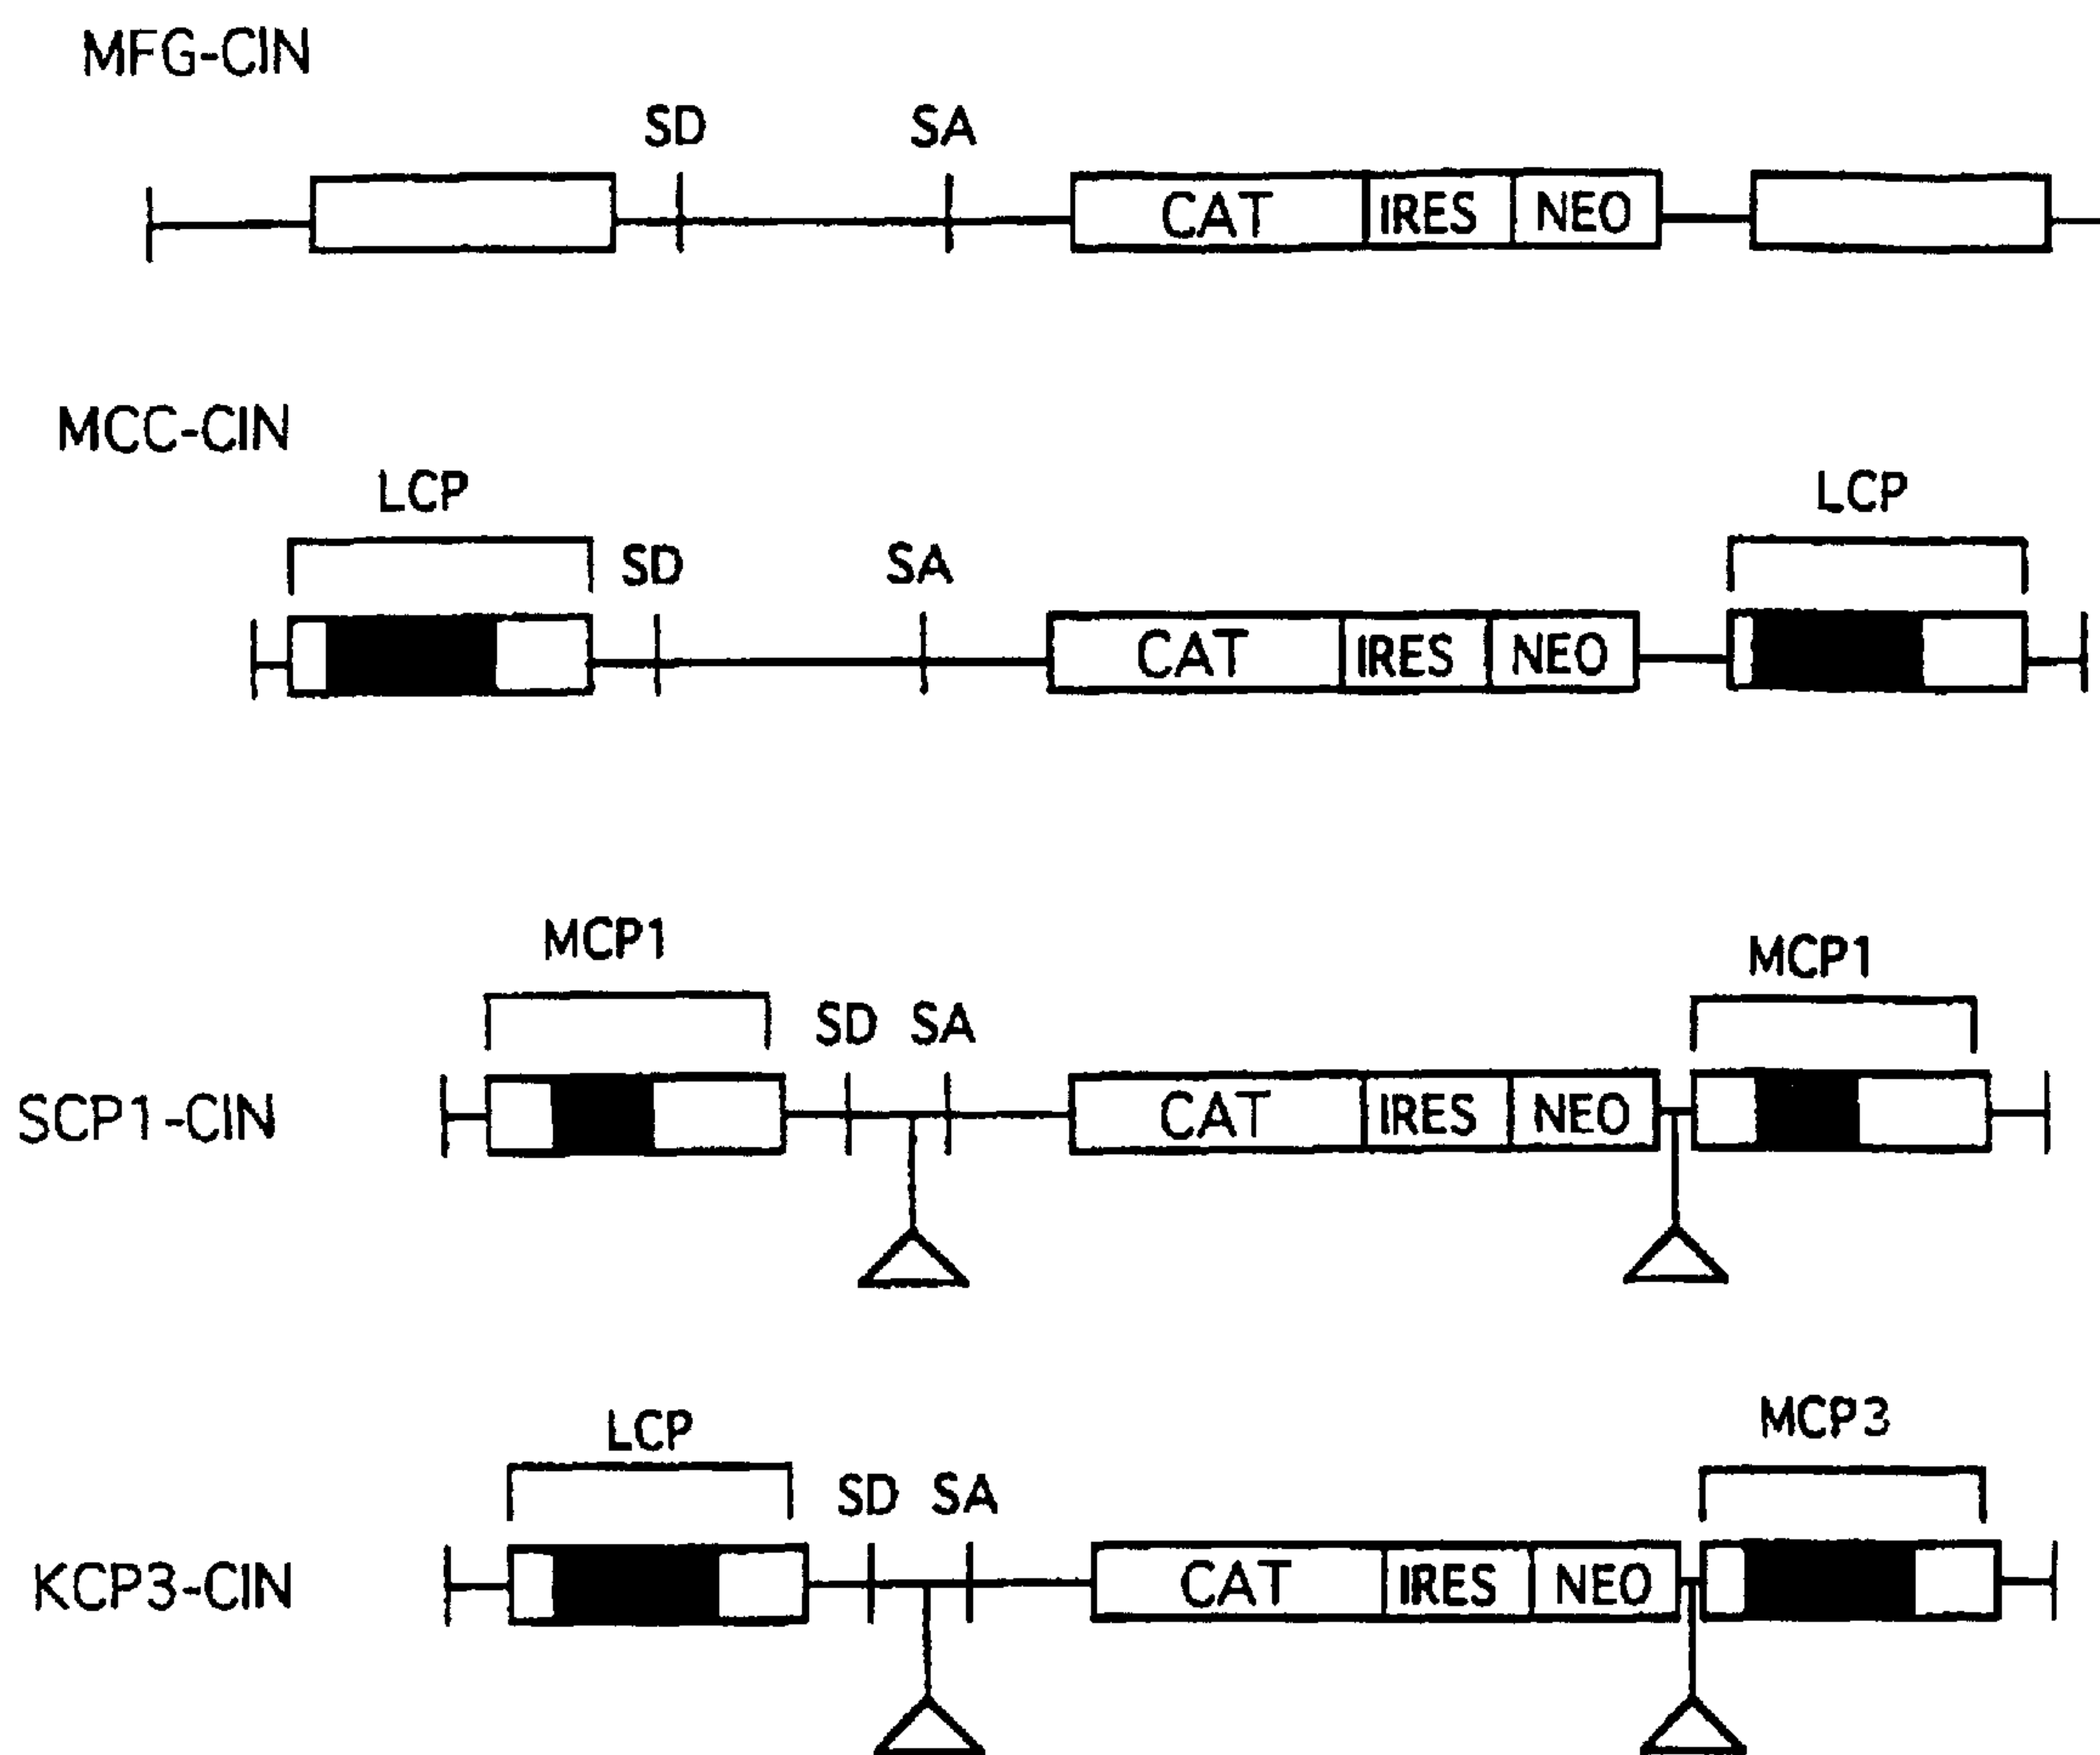 MFG-CIN
SD SA
CAT IRES NEO
MCC-CIN
LCP LCP
SD SA
CAT IRES NEO
MCP1 MCP1
SD SA
SCP1-CIN CAT IRES NEO
LCP MCP3
SD SA
KCP3-CIN CAT IRES NEO